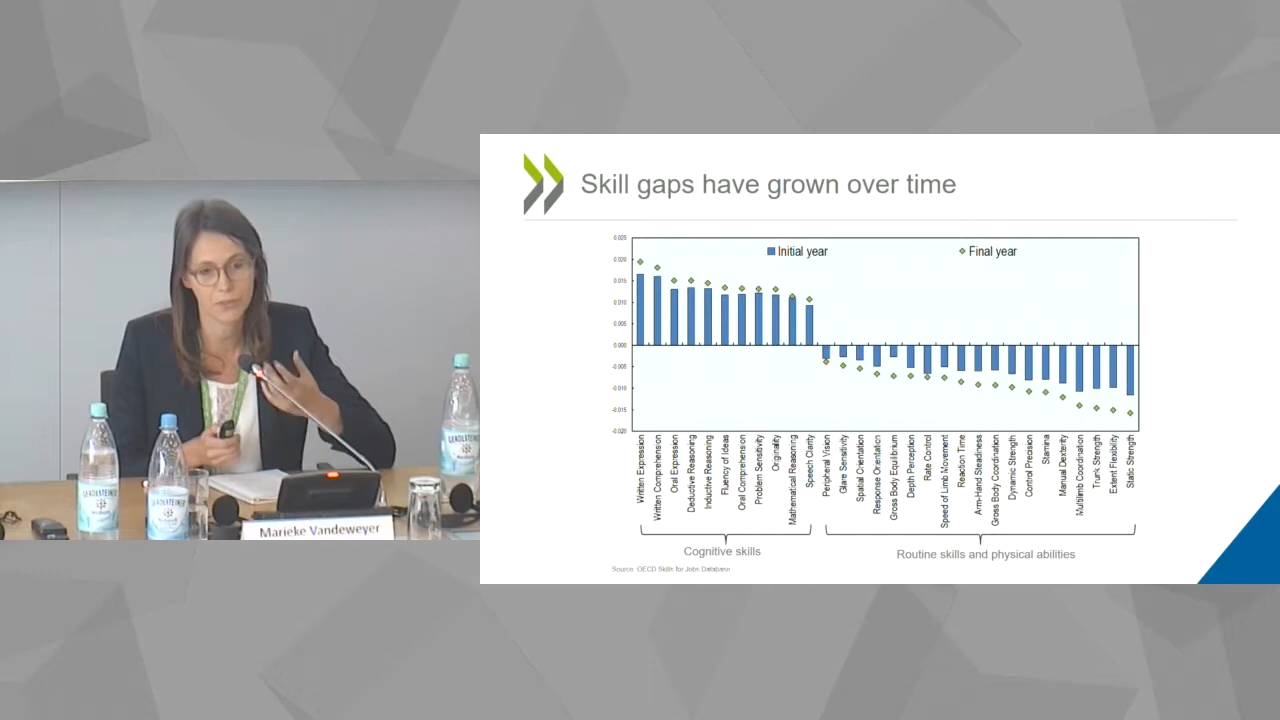 Skill gaps have grown over time
0.025
0.020
0.015
0.010
0.005
0.000
-0.005
-0.010
-0.015
-0.020
Initial year
Final year
Written Expression
Written Comprehension
Oral Expression
Deductive Reasoning
Inductive Reasoning
Fluency of Ideas
Oral Comprehension
Problem Sensitivity
Originality
Mathematical Reasoning
Speech Clarity
Peripheral Vision
Glare Sensitivity
Spatial Orientation
Response Orientation
Gross Body Equilibrium
Depth Perception
Rate Control
Speed of Limb Movement
Reaction Time
Arm-Hand Steadiness
Gross Body Coordination
Dynamic Strength
Control Precision
Stamina
Manual Dexterity
Multilimb Coordination
Trunk Strength
Extent Flexibility
Static Strength
Cognitive skills
Routine skills and physical abilities
Source: OECD Skills for Jobs Database
Marieke Vandeweyer